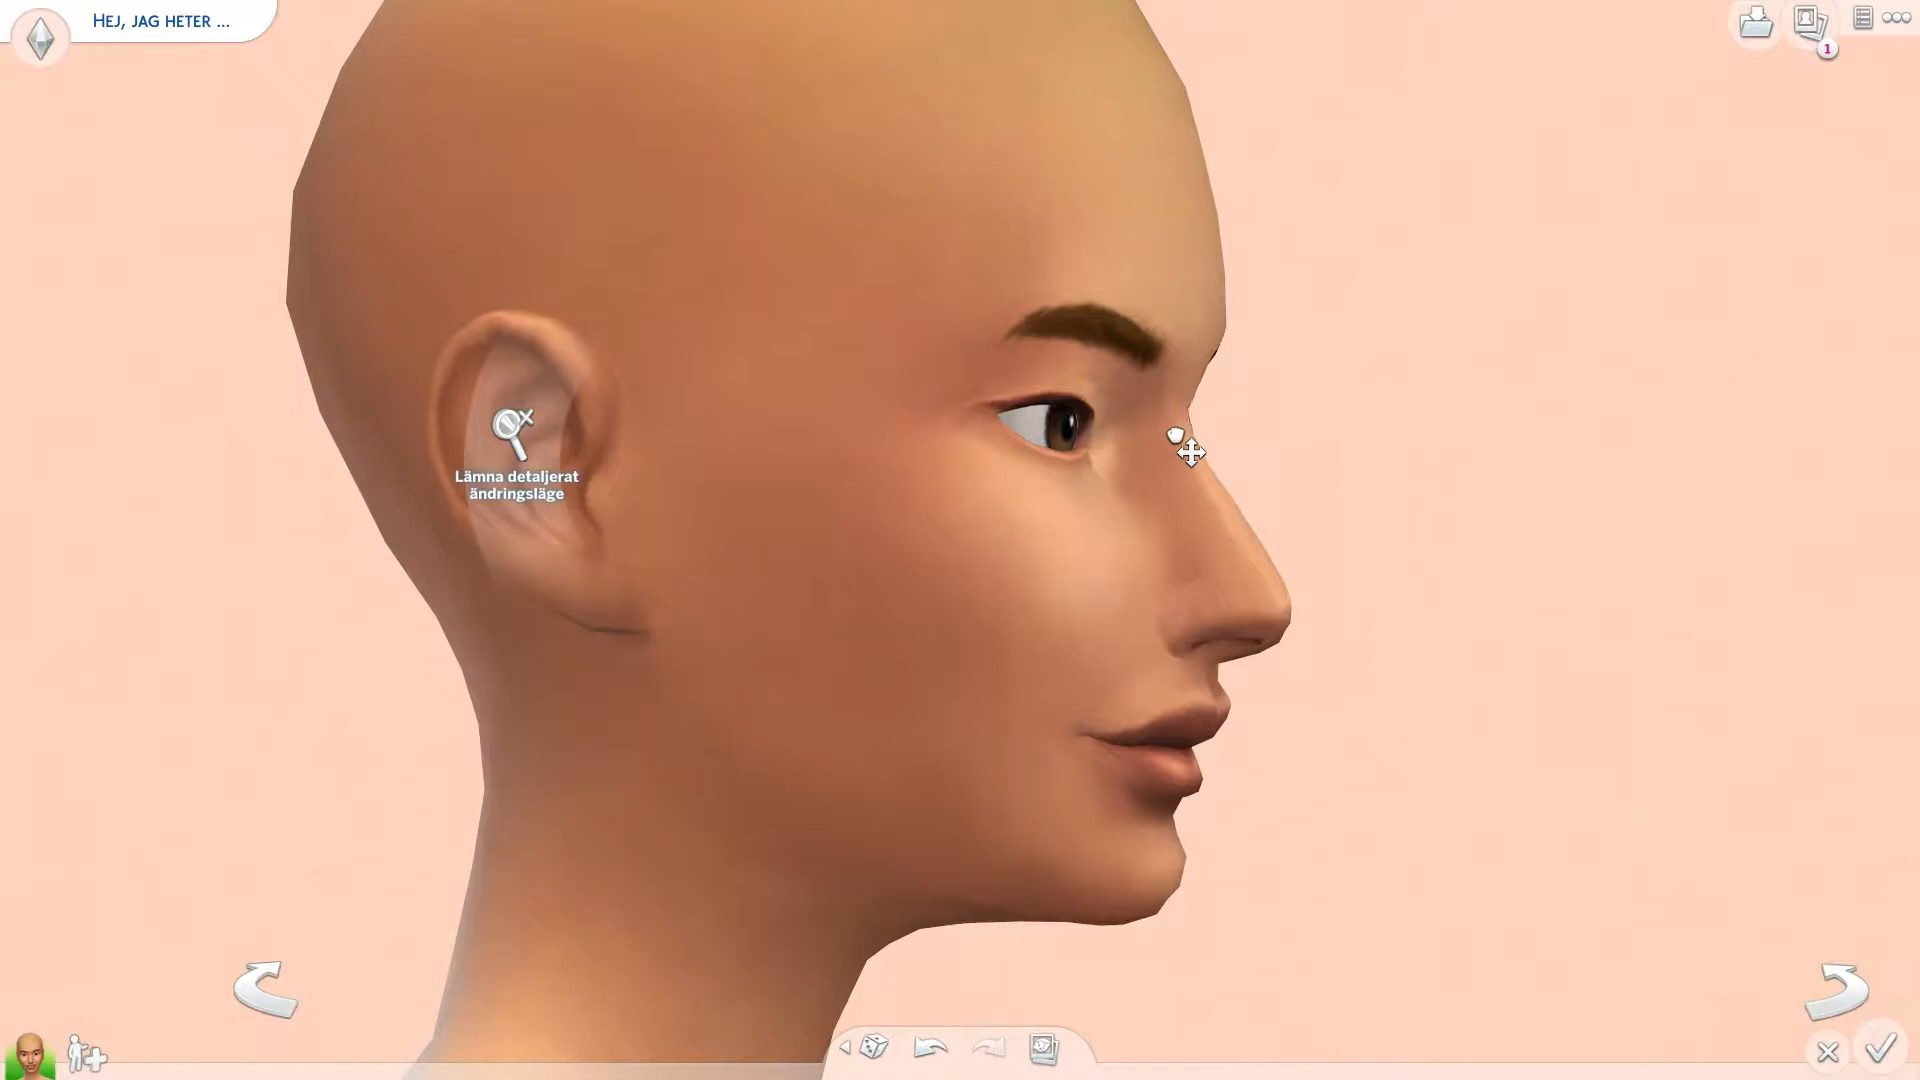 HEJ, JAG HETER ...
1
Lämna detaljerat
ändringsläge